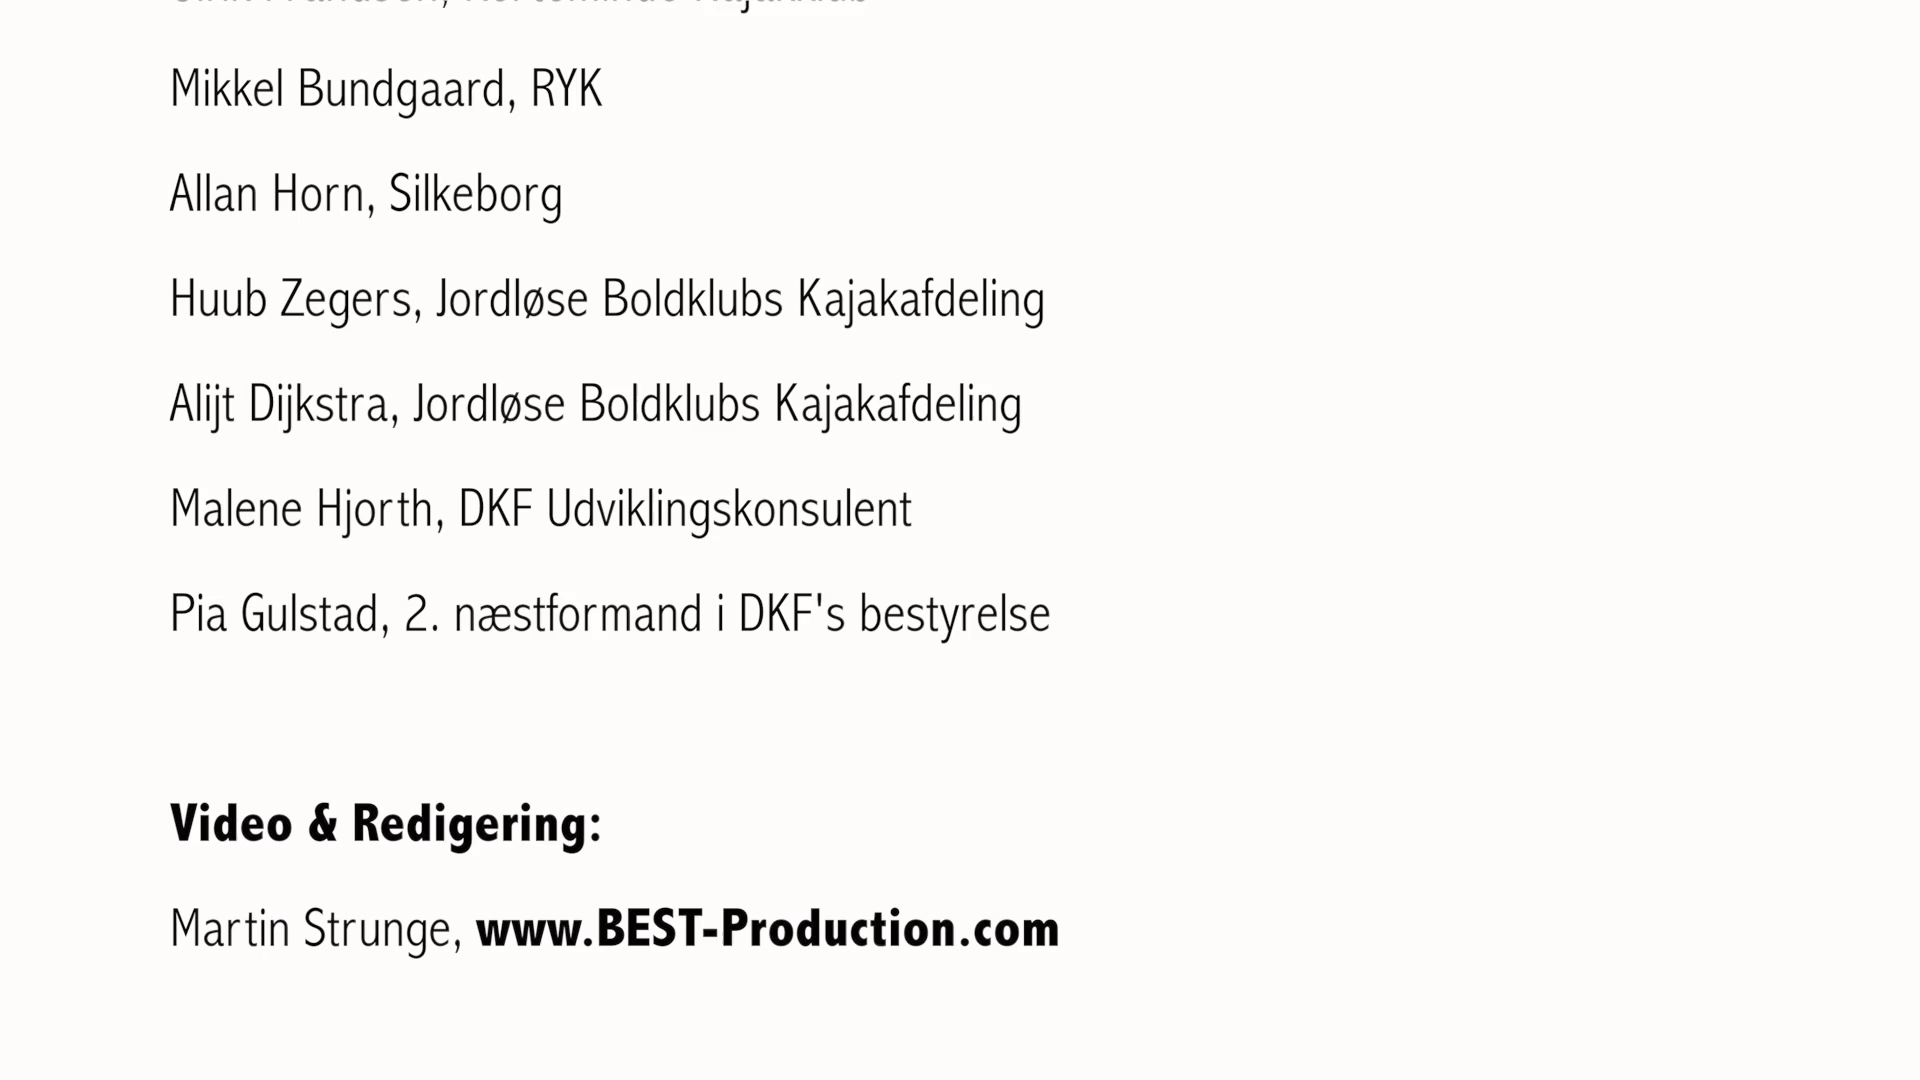 Mikkel Bundgaard, RYK
Allan Horn, Silkeborg
Huub Zegers, Jordløse Boldklubs Kajakafdeling
Alijt Dijkstra, Jordløse Boldklubs Kajakafdeling
Malene Hjorth, DKF Udviklingskonsulent
Pia Gulstad, 2. næstformand i DKF's bestyrelse
Video & Redigering:
Martin Strunge, www.BEST-Production.com